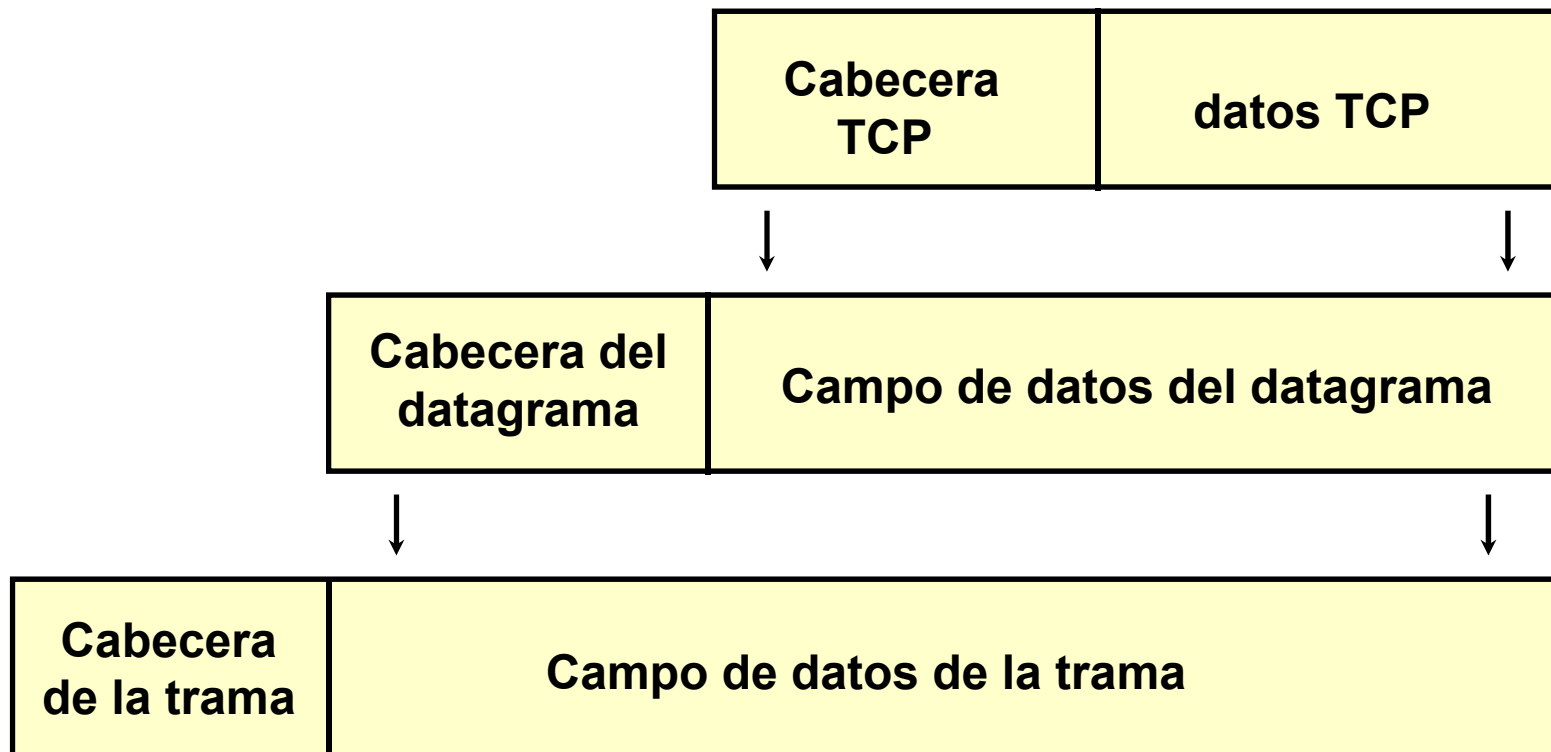 Cabecera
TCP
datos TCP
Cabecera del
datagrama
Campo de datos del datagrama
Cabecera
de la trama
Campo de datos de la trama